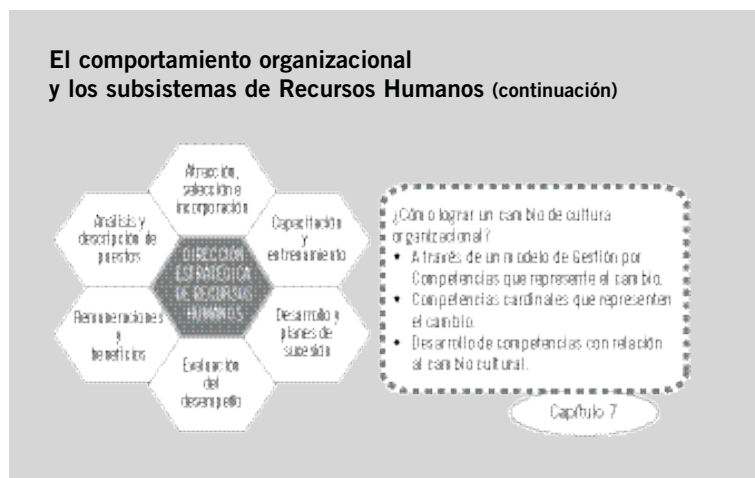 El comportamiento organizacional
y los subsistemas de Recursos Humanos (continuación)
Atracción,
selección e
incorporación
Análisis y
descripción de
puestos
Capacitación
y
entrenamiento
DIRECCIÓN
ESTRATÉGICA
DE RECURSOS
HUMANOS
Remuneraciones
y
beneficios
Desarrollo y
planes de
sucesión
Evaluación
del
desempeño
¿Cómo lograr un cambio de cultura
organizacional?
• A través de un modelo de Gestión por
Competencias que represente el cambio.
• Competencias cardinales que representen
el cambio.
• Desarrollo de competencias con relación
al cambio cultural.
Capítulo 7